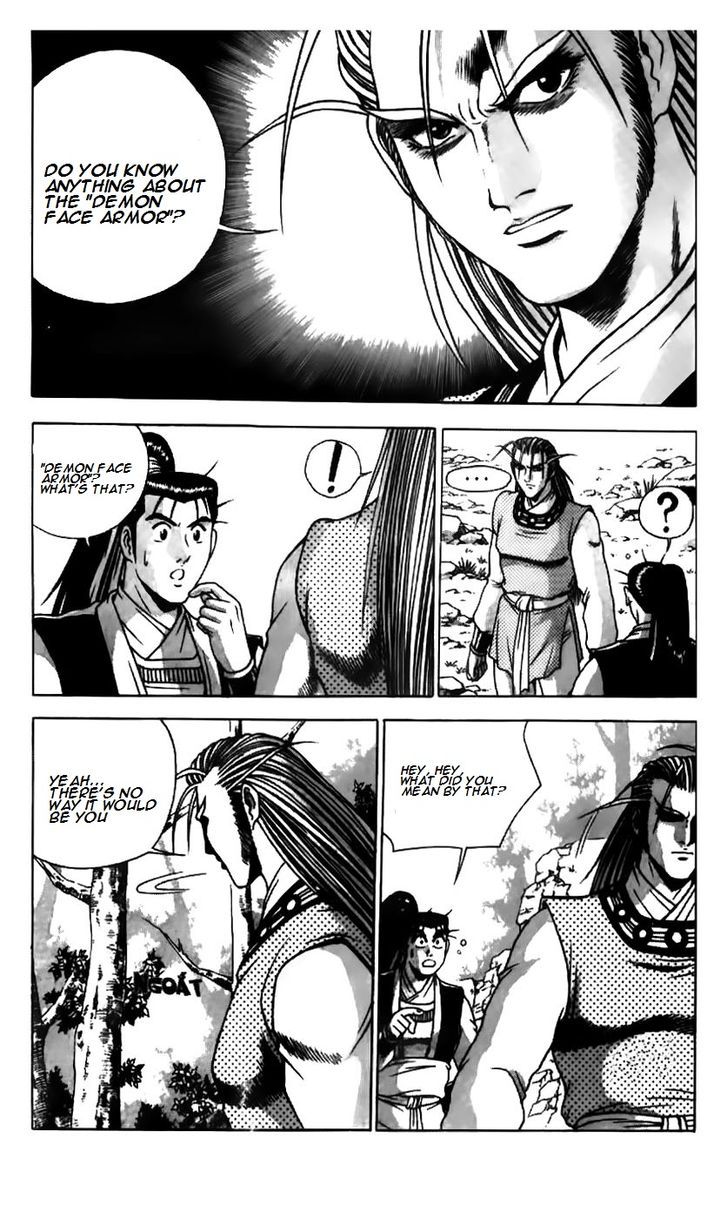 DO YOU KNOW
ANYTHING ABOUT
THE "DEMON
FACE ARMOR"?
"DEMON FACE
ARMOR"?
WHAT'S THAT?
!
...
?
YEAH...
THERE'S NO
WAY IT WOULD
BE YOU
NGOẮT
HEY, HEY,
WHAT DID YOU
MEAN BY THAT?